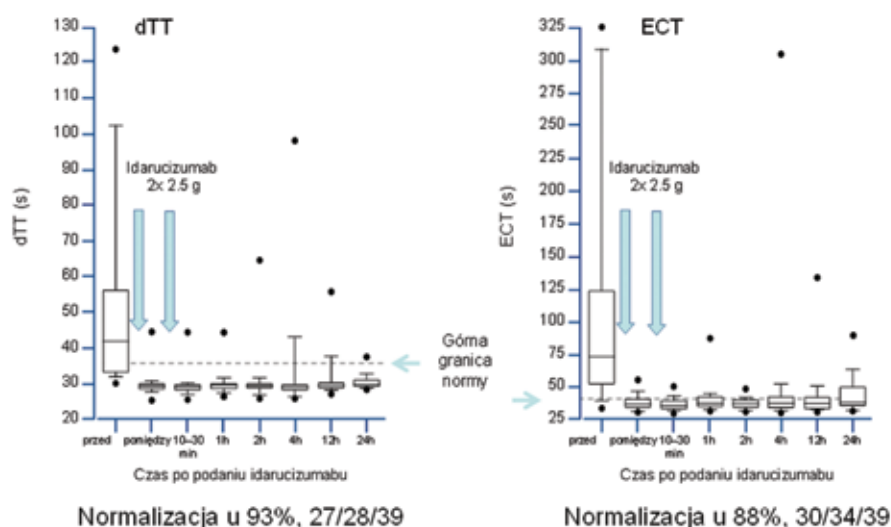 dTT
130
120
110
100
90
80
70
60
50
40
30
20
dTT (s)
Idarucizumab
2x 2.5 g
przed
pomiędzy
10–30
min
1h
2h
4h
12h
24h
Czas po podaniu idarucizumabu
Normalizacja u 93%, 27/28/39
Górna
granica
normy
ECT
325
300
275
250
225
200
175
150
125
100
75
50
25
ECT (s)
Idarucizumab
2x 2.5 g
przed
pomiędzy
10–30
min
1h
2h
4h
12h
24h
Czas po podaniu idarucizumabu
Normalizacja u 88%, 30/34/39